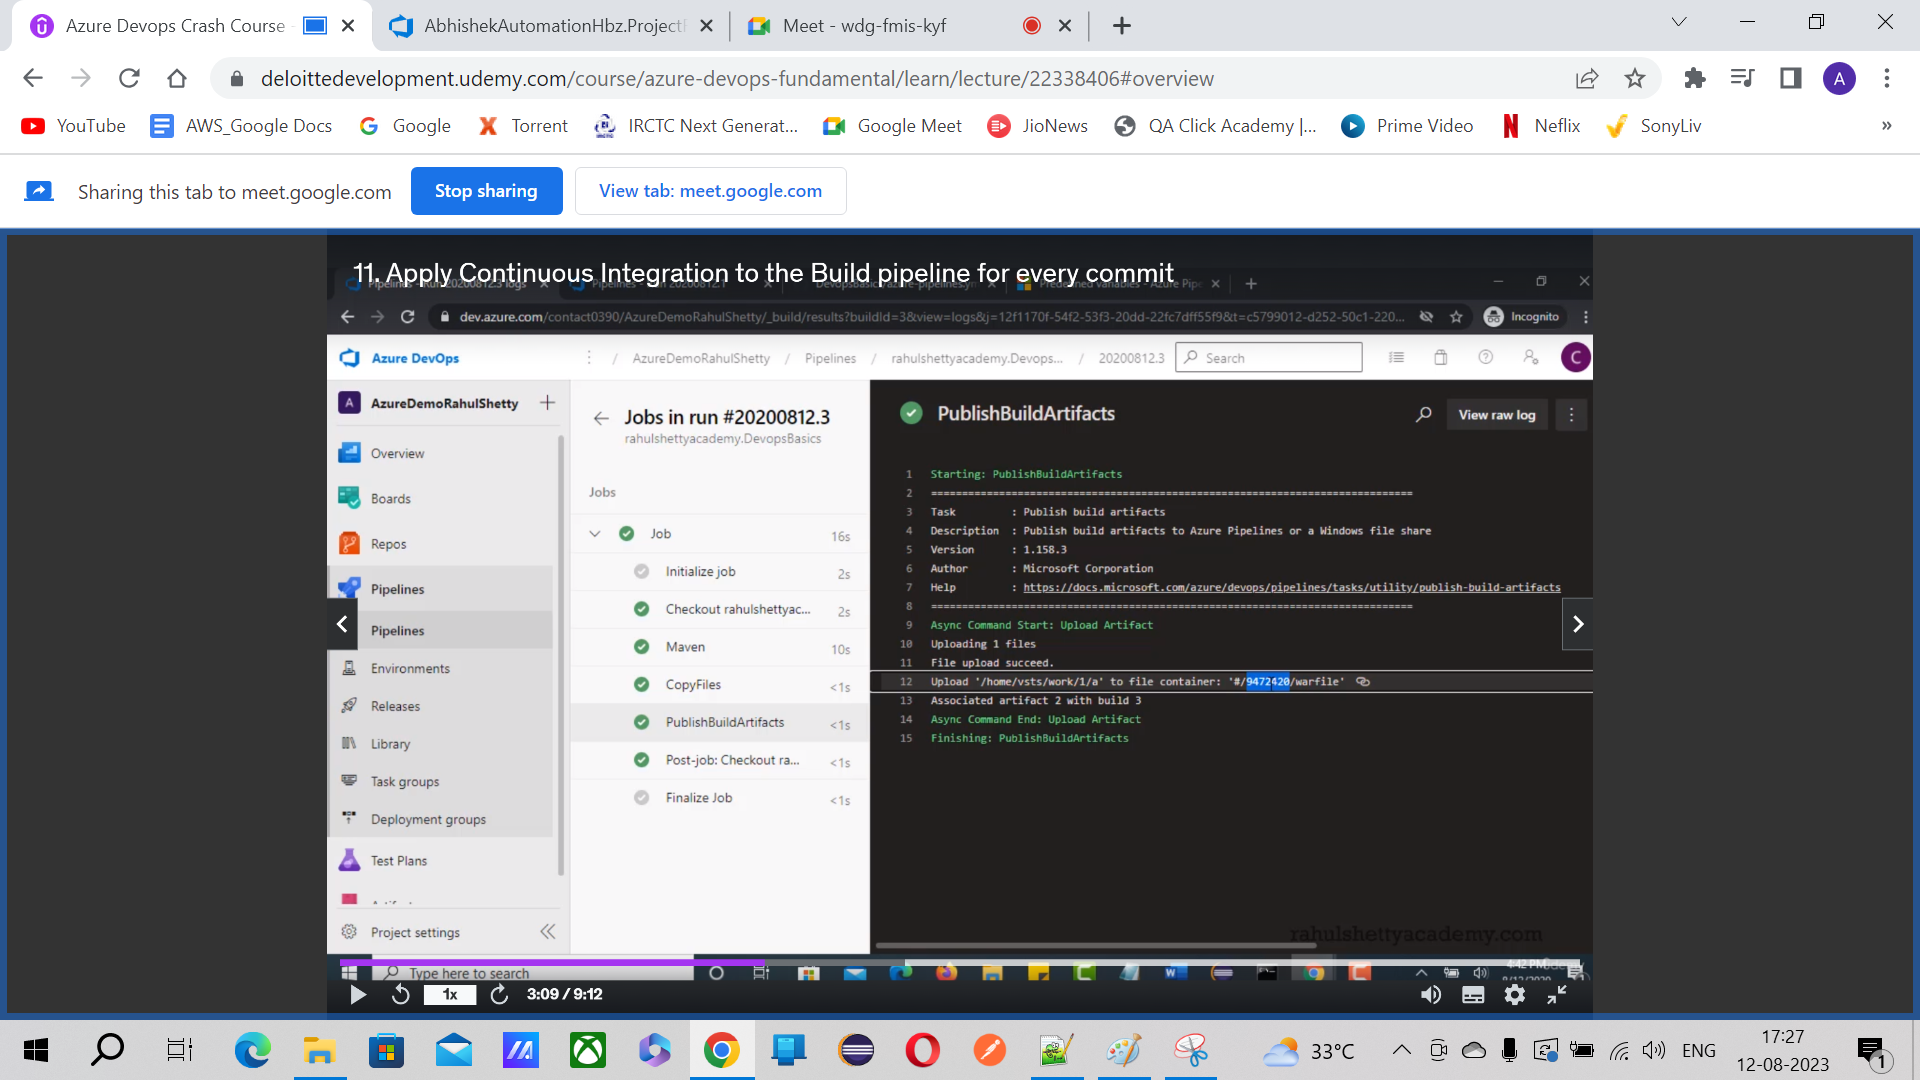 Azure Devops Crash Course
AbhishekAutomationHbz.Project
Meet - wdg-fmis-kyf
deloittedevelopment.udemy.com/course/azure-devops-fundamental/learn/lecture/22338406#overview
A
YouTube
AWS_Google Docs
Google
Torrent
IRCTC Next Generat...
Google Meet
JioNews
QA Click Academy |...
Prime Video
Neflix
SonyLiv
»
Sharing this tab to meet.google.com
Stop sharing
View tab: meet.google.com
11. Apply Continuous Integration to the Build pipeline for every commit
Pipelines - Run 20200812.3 logs
dev.azure.com/contact0390/AzureDemoRahulShetty/_build/results?buildId=3&view=logs&j=12f1170f-54f2-53f3-20dd-22fc7dff55f9&t=c5799012-d252-50c1-220...
Incognito
Azure DevOps
/ AzureDemoRahulShetty / Pipelines / rahulshettyacademy.Devops... / 20200812.3
Search
C
A
AzureDemoRahulShetty
Overview
Boards
Repos
Pipelines
Pipelines
Environments
Releases
Library
Task groups
Deployment groups
Test Plans
Project settings
Jobs in run #20200812.3
rahulshettyacademy.DevopsBasics
Jobs
Job 16s
Initialize job 2s
Checkout rahulshettyac... 2s
Maven 10s
CopyFiles <1s
PublishBuildArtifacts <1s
Post-job: Checkout ra... <1s
Finalize Job <1s
PublishBuildArtifacts
View raw log
1 Starting: PublishBuildArtifacts
2 ==============================================================================
3 Task : Publish build artifacts
4 Description : Publish build artifacts to Azure Pipelines or a Windows file share
5 Version : 1.158.3
6 Author : Microsoft Corporation
7 Help : https://docs.microsoft.com/azure/devops/pipelines/tasks/utility/publish-build-artifacts
8 ==============================================================================
9 Async Command Start: Upload Artifact
10 Uploading 1 files
11 File upload succeed.
12 Upload '/home/vsts/work/1/a' to file container: '#/9472420/warfile'
13 Associated artifact 2 with build 3
14 Async Command End: Upload Artifact
15 Finishing: PublishBuildArtifacts
rahulshettyacademy.com
Type here to search
4:42 PM
1x
3:09 / 9:12
33°C
ENG
17:27
12-08-2023
1